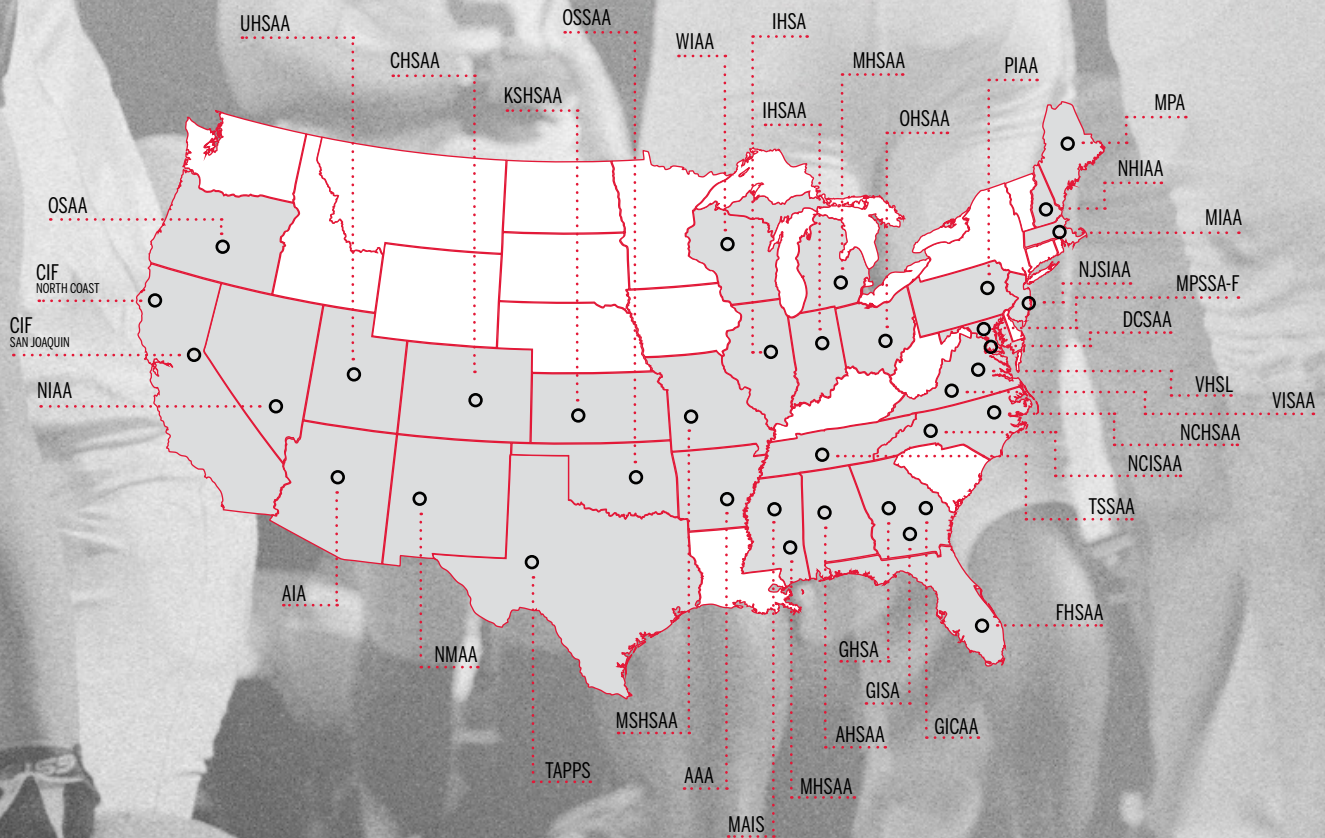 UHSAA
OSSAA
IHSA
WIAA
CHSAA
MHSAA
PIAA
KSHSAA
IHSAA
OHSAA
MPA
NHIAA
OSAA
MIAA
CIF
NORTH COAST
NJSIAA
MPSSA-F
CIF
SAN JOAQUIN
DCSAA
NIAA
VHSL
VISAA
NCHSAA
NCISAA
TSSAA
AIA
FHSAA
NMAA
GHSA
GISA
MSHSAA
AHSAA
GICAA
TAPPS
AAA
MHSAA
MAIS